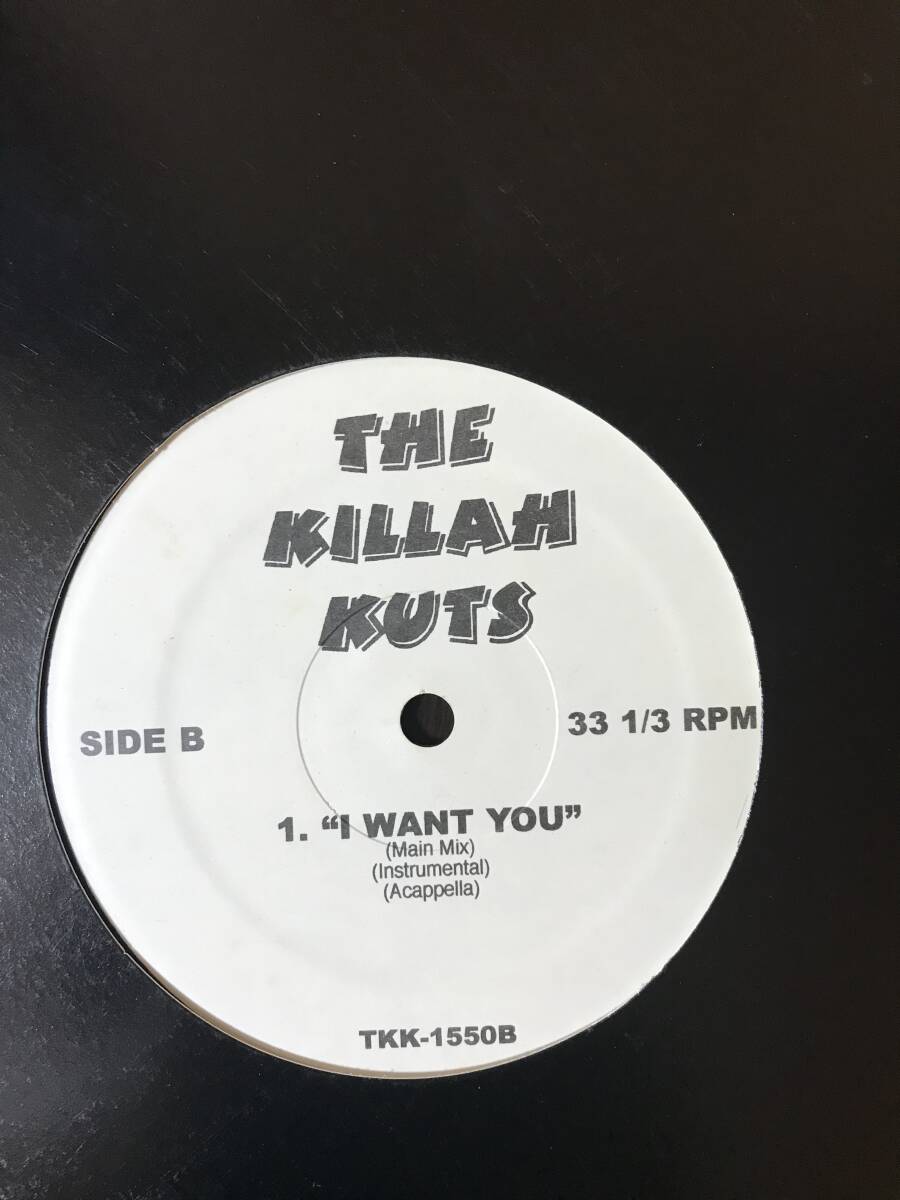 THE
KILLAH
KUTS
SIDE B
33 1/3 RPM
1. “I WANT YOU”
(Main Mix)
(Instrumental)
(Acappella)
TKK-1550B